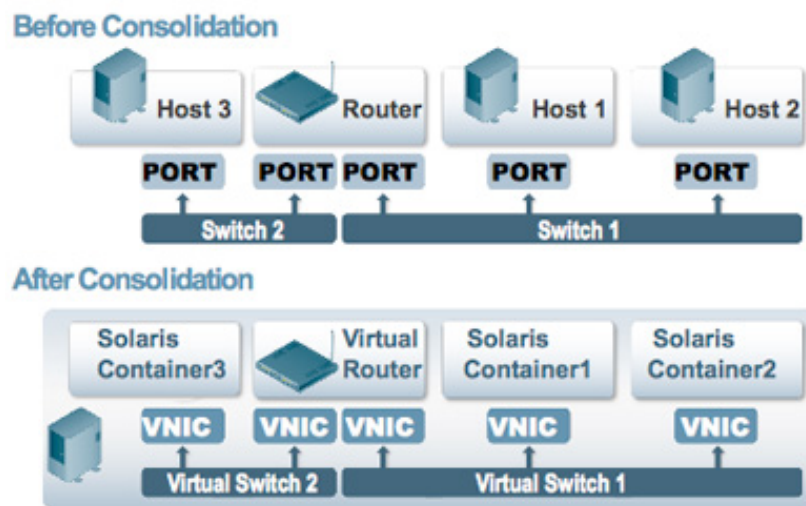 Before Consolidation
Host 3
Router
Host 1
Host 2
PORT
PORT
PORT
PORT
PORT
Switch 2
Switch 1
After Consolidation
Solaris
Container3
Virtual
Router
Solaris
Container1
Solaris
Container2
VNIC
VNIC
VNIC
VNIC
VNIC
Virtual Switch 2
Virtual Switch 1